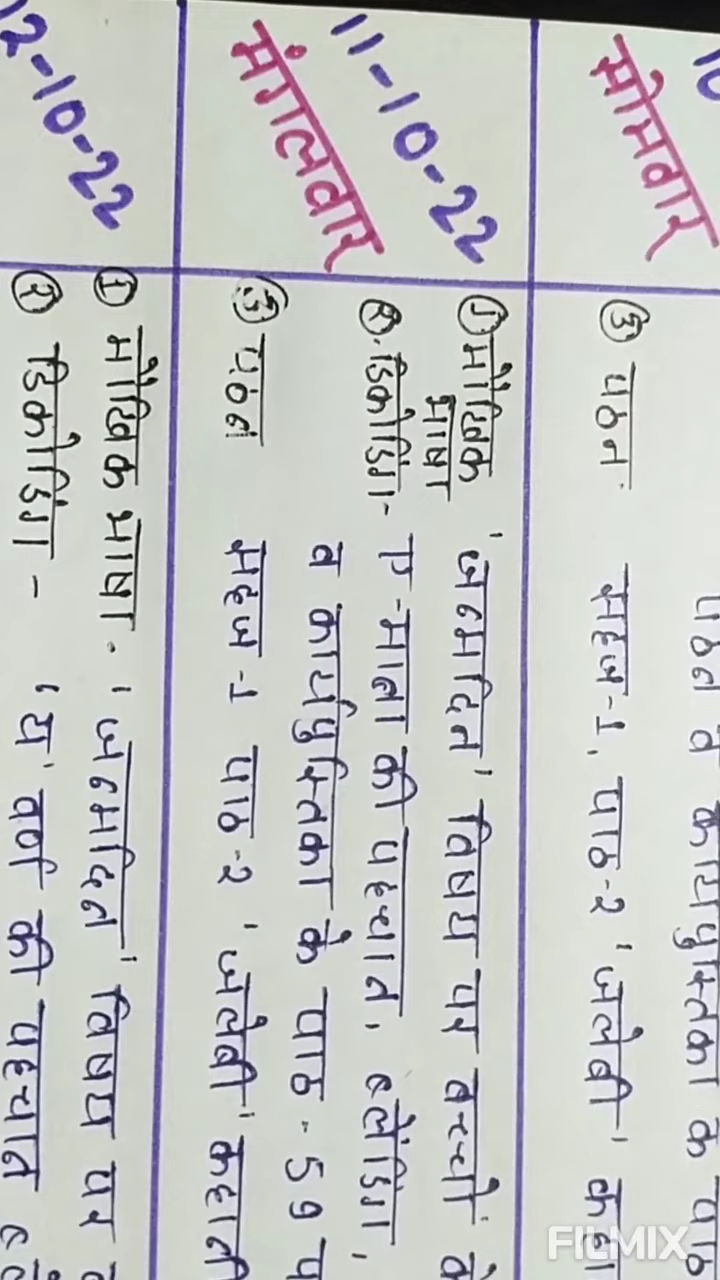 10
सोमवार
पठन व कार्यपुस्तिका के पाठ
③ पठन सहज-1, पाठ-2 'जलेबी' कहा
11-10-22
मंगलवार
① मौखिक भाषा 'जन्मदिन' विषय पर बच्चों के
②. डिकोडिंग- ए-मात्रा की पहचान, ब्लेंडिंग,
व कार्यपुस्तिका के पाठ-59 प
③ पठन सहज-1 पाठ-2 'जलेबी' कहानी
2-10-22
① मौखिक भाषा- 'जन्मदिन' विषय पर
② डिकोडिंग - 'य' वर्ण की पहचान
FILMIX